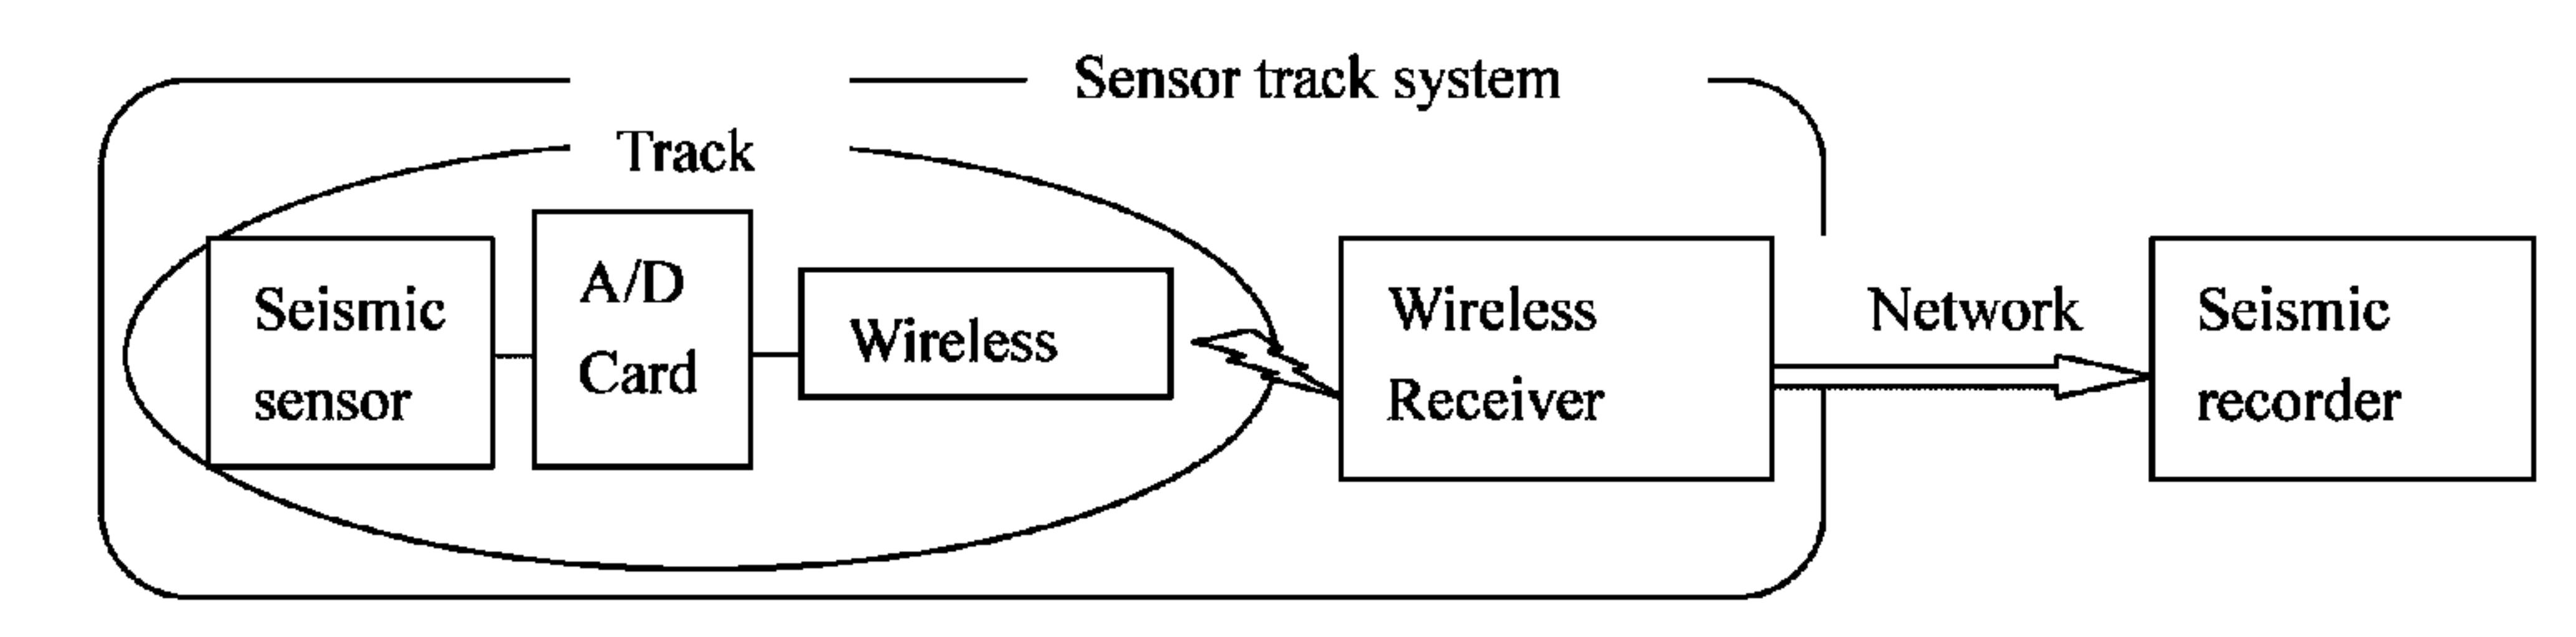 Sensor track system
Track
Seismic
sensor
A/D
Card
Wireless
Wireless
Receiver
Network
Seismic
recorder